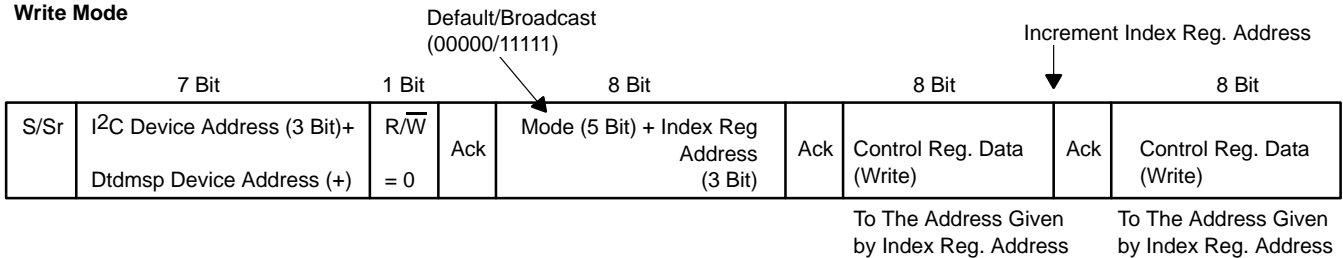 Write Mode
Default/Broadcast
(00000/11111)
Increment Index Reg. Address
7 Bit
1 Bit
8 Bit
8 Bit
8 Bit
S/Sr
I2C Device Address (3 Bit)+
Dtdmsp Device Address (+)
R/W
= 0
Ack
Mode (5 Bit) + Index Reg
Address
(3 Bit)
Ack
Control Reg. Data
(Write)
Ack
Control Reg. Data
(Write)
To The Address Given
by Index Reg. Address
To The Address Given
by Index Reg. Address